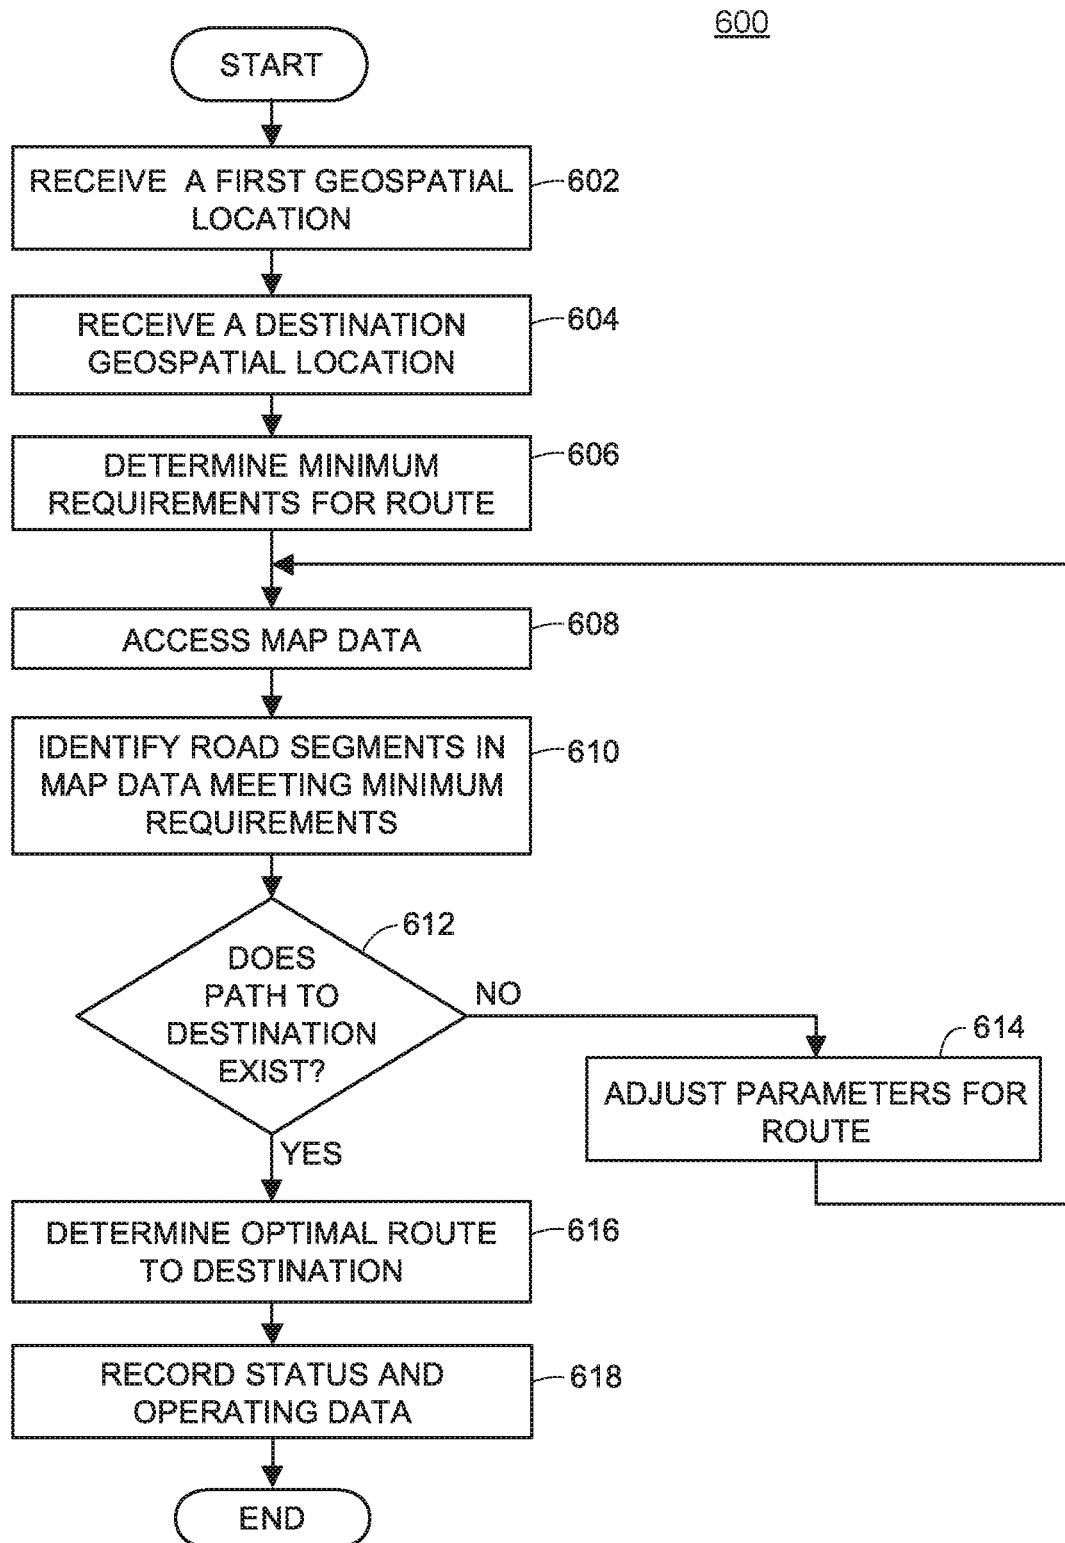 600
START
RECEIVE A FIRST GEOSPATIAL
LOCATION
602
RECEIVE A DESTINATION
GEOSPATIAL LOCATION
604
DETERMINE MINIMUM
REQUIREMENTS FOR ROUTE
606
ACCESS MAP DATA
608
IDENTIFY ROAD SEGMENTS IN
MAP DATA MEETING MINIMUM
REQUIREMENTS
610
DOES
PATH TO
DESTINATION
EXIST?
612
NO
ADJUST PARAMETERS FOR
ROUTE
614
YES
DETERMINE OPTIMAL ROUTE
TO DESTINATION
616
RECORD STATUS AND
OPERATING DATA
618
END